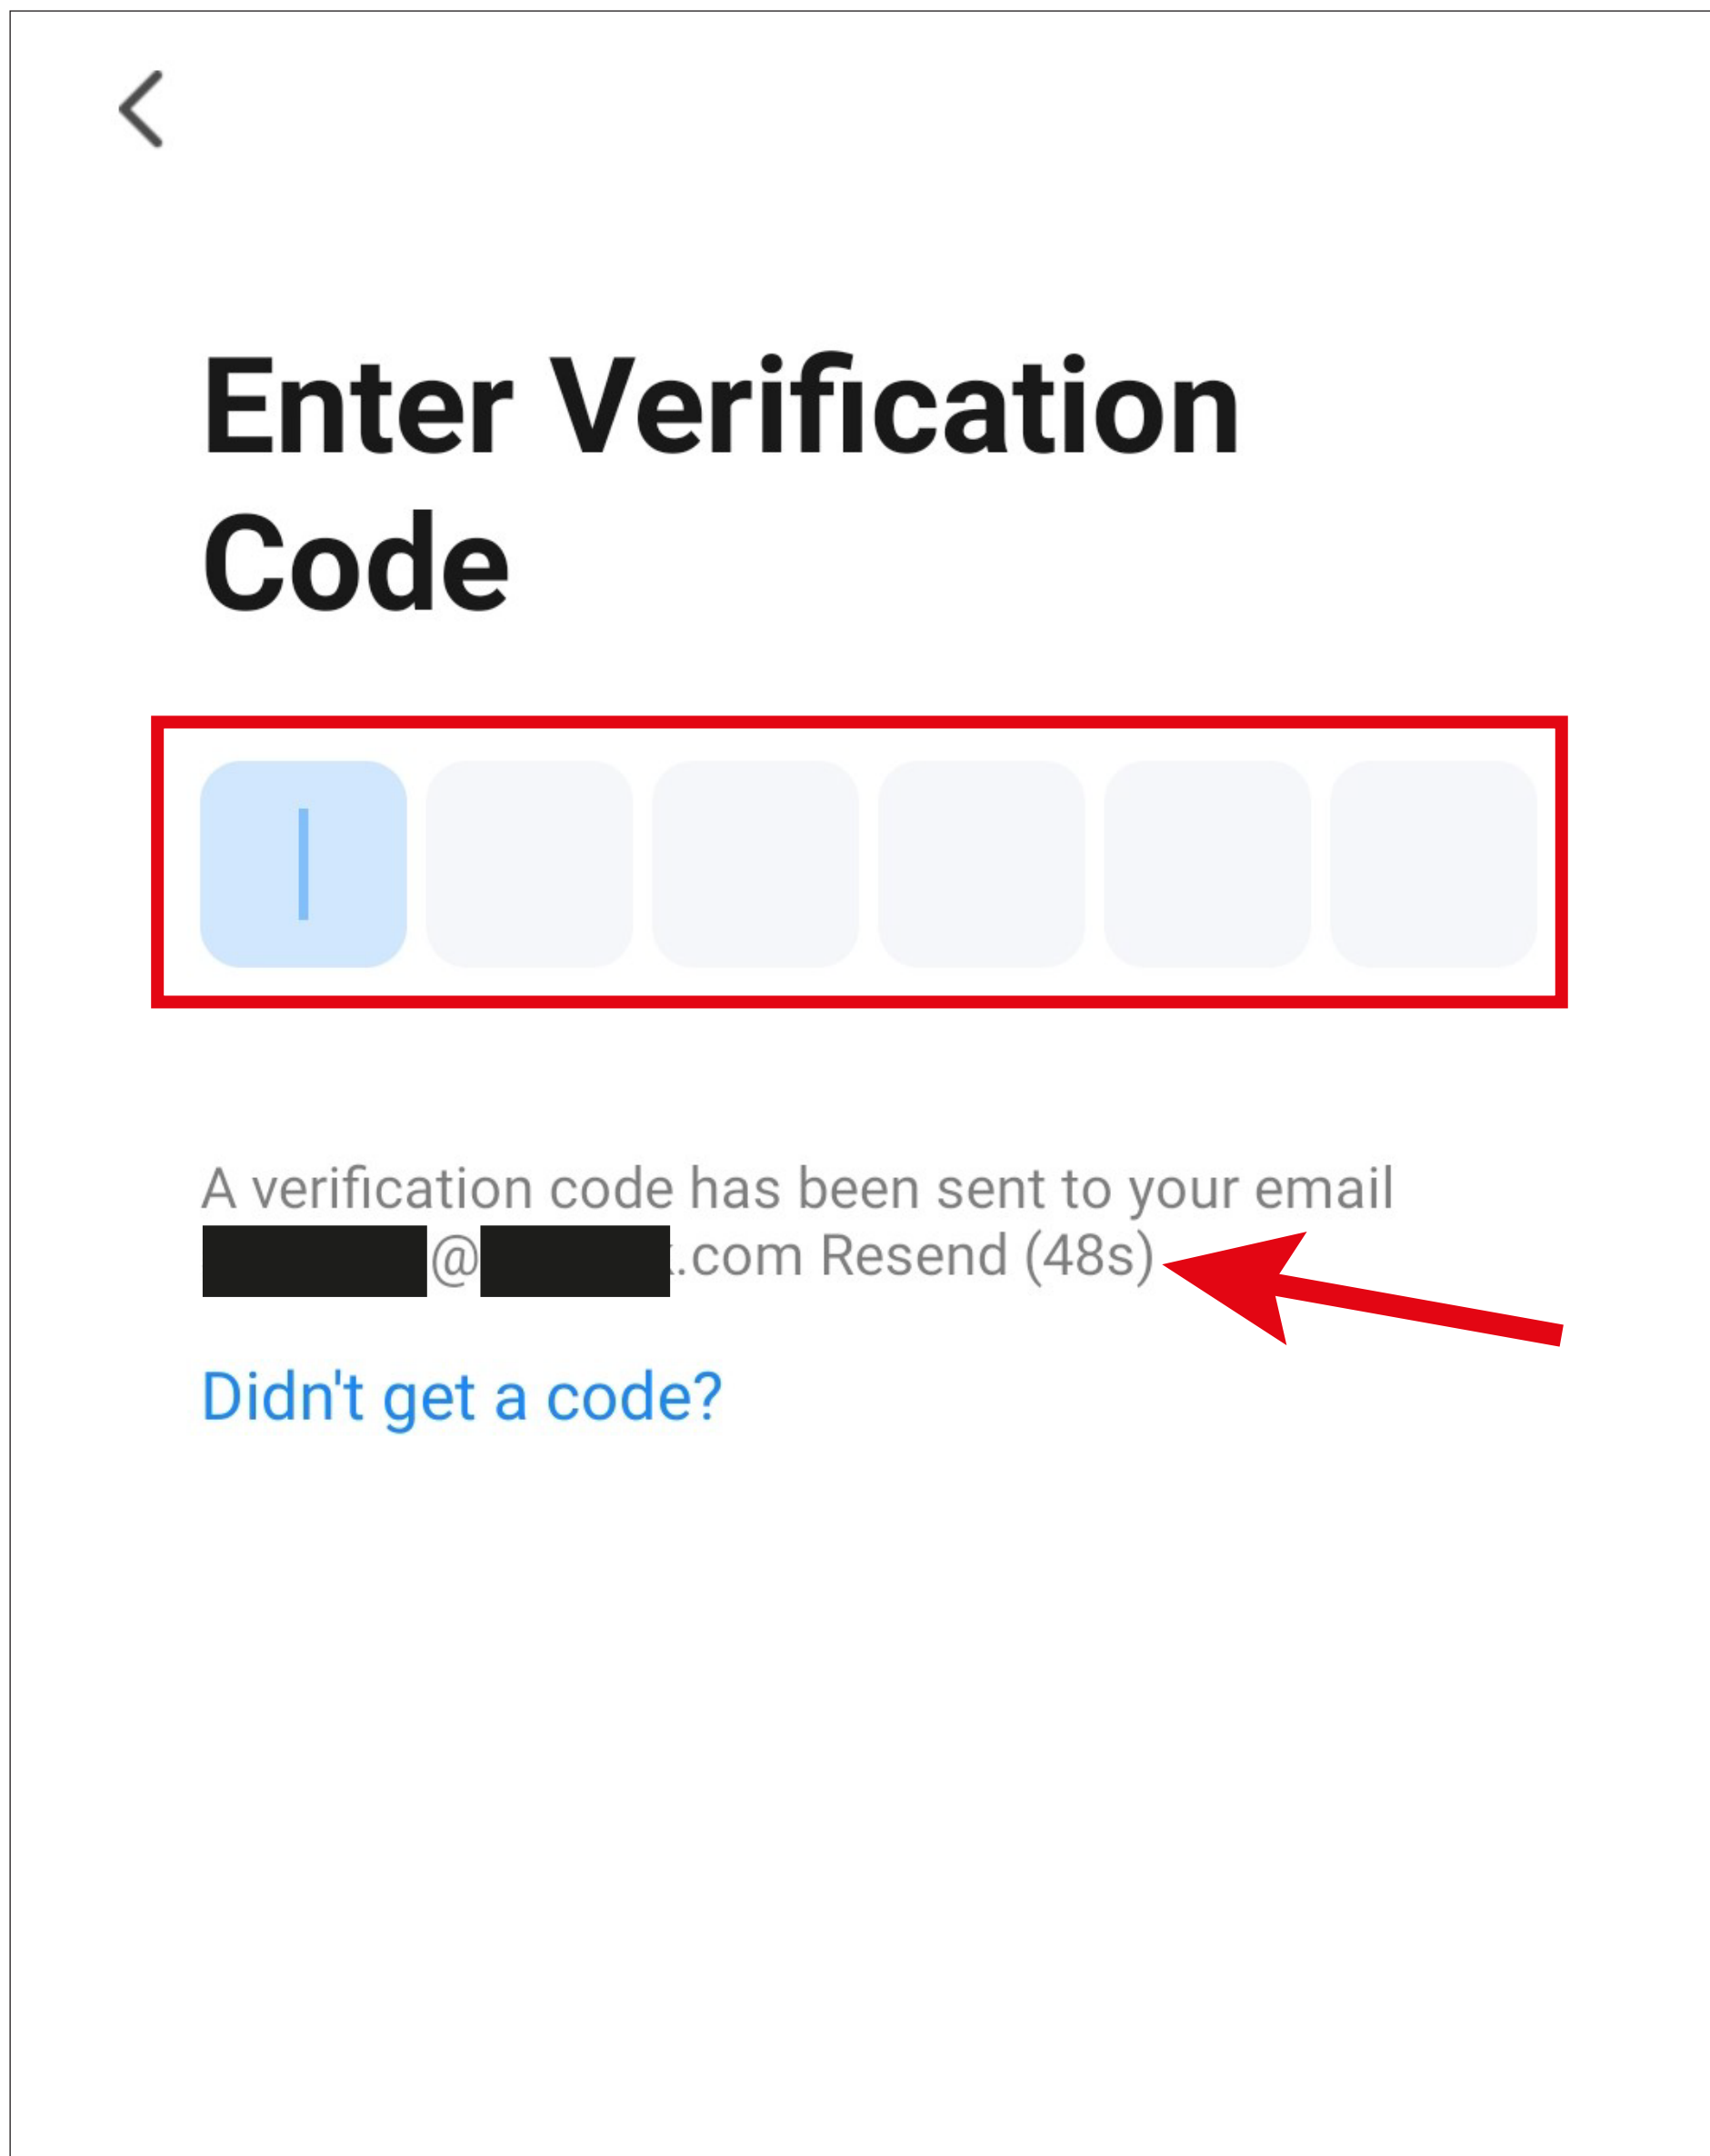 Enter Verification
Code
A verification code has been sent to your email
@ .com Resend (48s)
Didn't get a code?